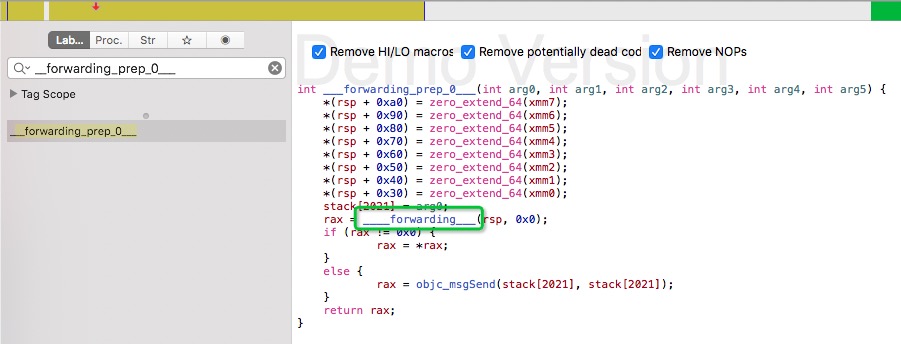 Lab... Proc. Str ☆
__forwarding_prep_0___
Tag Scope
___forwarding_prep_0___
Demo Version
Remove HI/LO macros Remove potentially dead cod Remove NOPs
int ___forwarding_prep_0___(int arg0, int arg1, int arg2, int arg3, int arg4, int arg5) {
*(rsp + 0xa0) = zero_extend_64(xmm7);
*(rsp + 0x90) = zero_extend_64(xmm6);
*(rsp + 0x80) = zero_extend_64(xmm5);
*(rsp + 0x70) = zero_extend_64(xmm4);
*(rsp + 0x60) = zero_extend_64(xmm3);
*(rsp + 0x50) = zero_extend_64(xmm2);
*(rsp + 0x40) = zero_extend_64(xmm1);
*(rsp + 0x30) = zero_extend_64(xmm0);
stack[2021] = arg0;
rax = ____forwarding___(rsp, 0x0);
if (rax != 0x0) {
rax = *rax;
}
else {
rax = objc_msgSend(stack[2021], stack[2021]);
}
return rax;
}